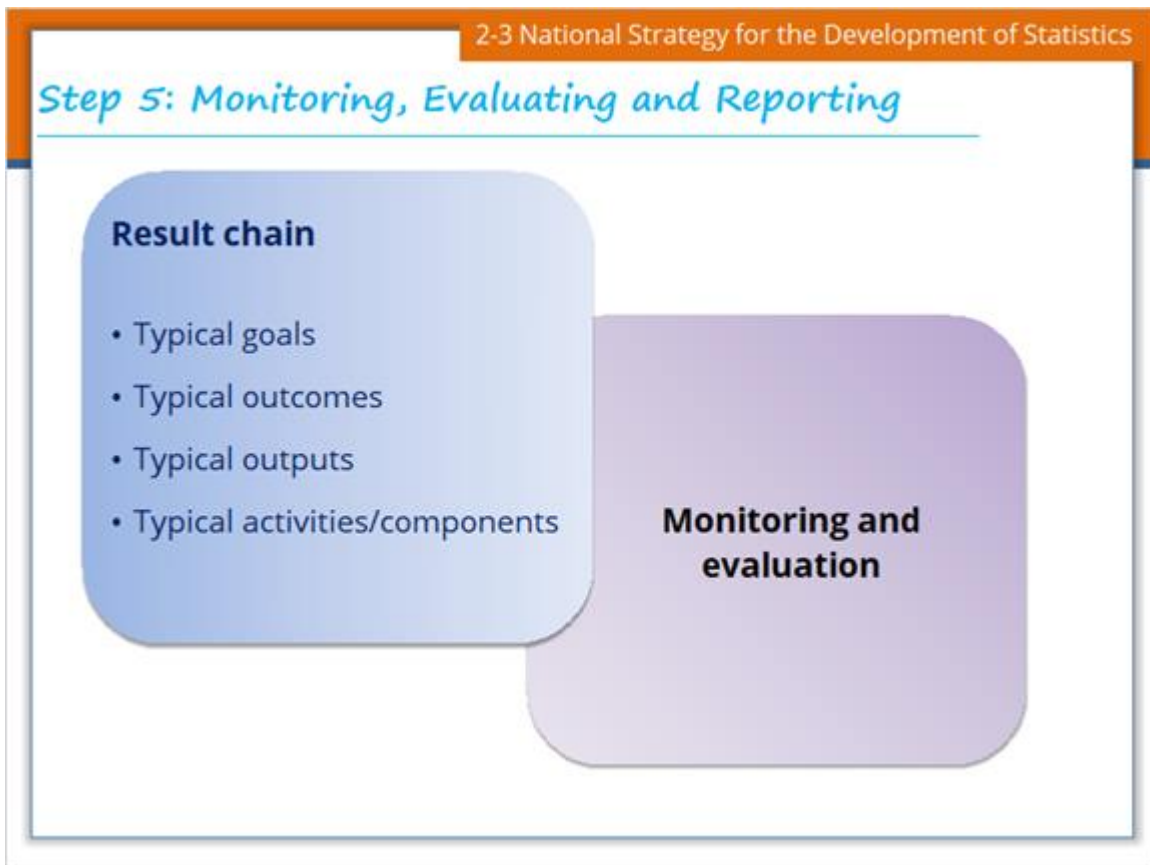 2-3 National Strategy for the Development of Statistics
Step 5: Monitoring, Evaluating and Reporting
Result chain
• Typical goals
• Typical outcomes
• Typical outputs
• Typical activities/components
Monitoring and
evaluation